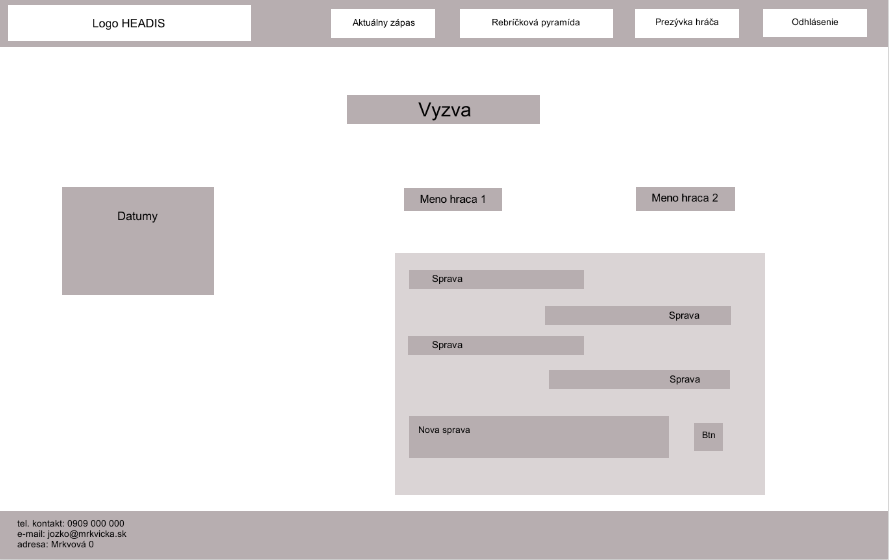 Logo HEADIS
Aktuálny zápas
Rebríčková pyramída
Prezývka hráča
Odhlásenie
Vyzva
Datumy
Meno hraca 1
Meno hraca 2
Sprava
Sprava
Sprava
Sprava
Nova sprava
Btn
tel. kontakt: 0909 000 000
e-mail: jozko@mrkvicka.sk
adresa: Mrkvová 0